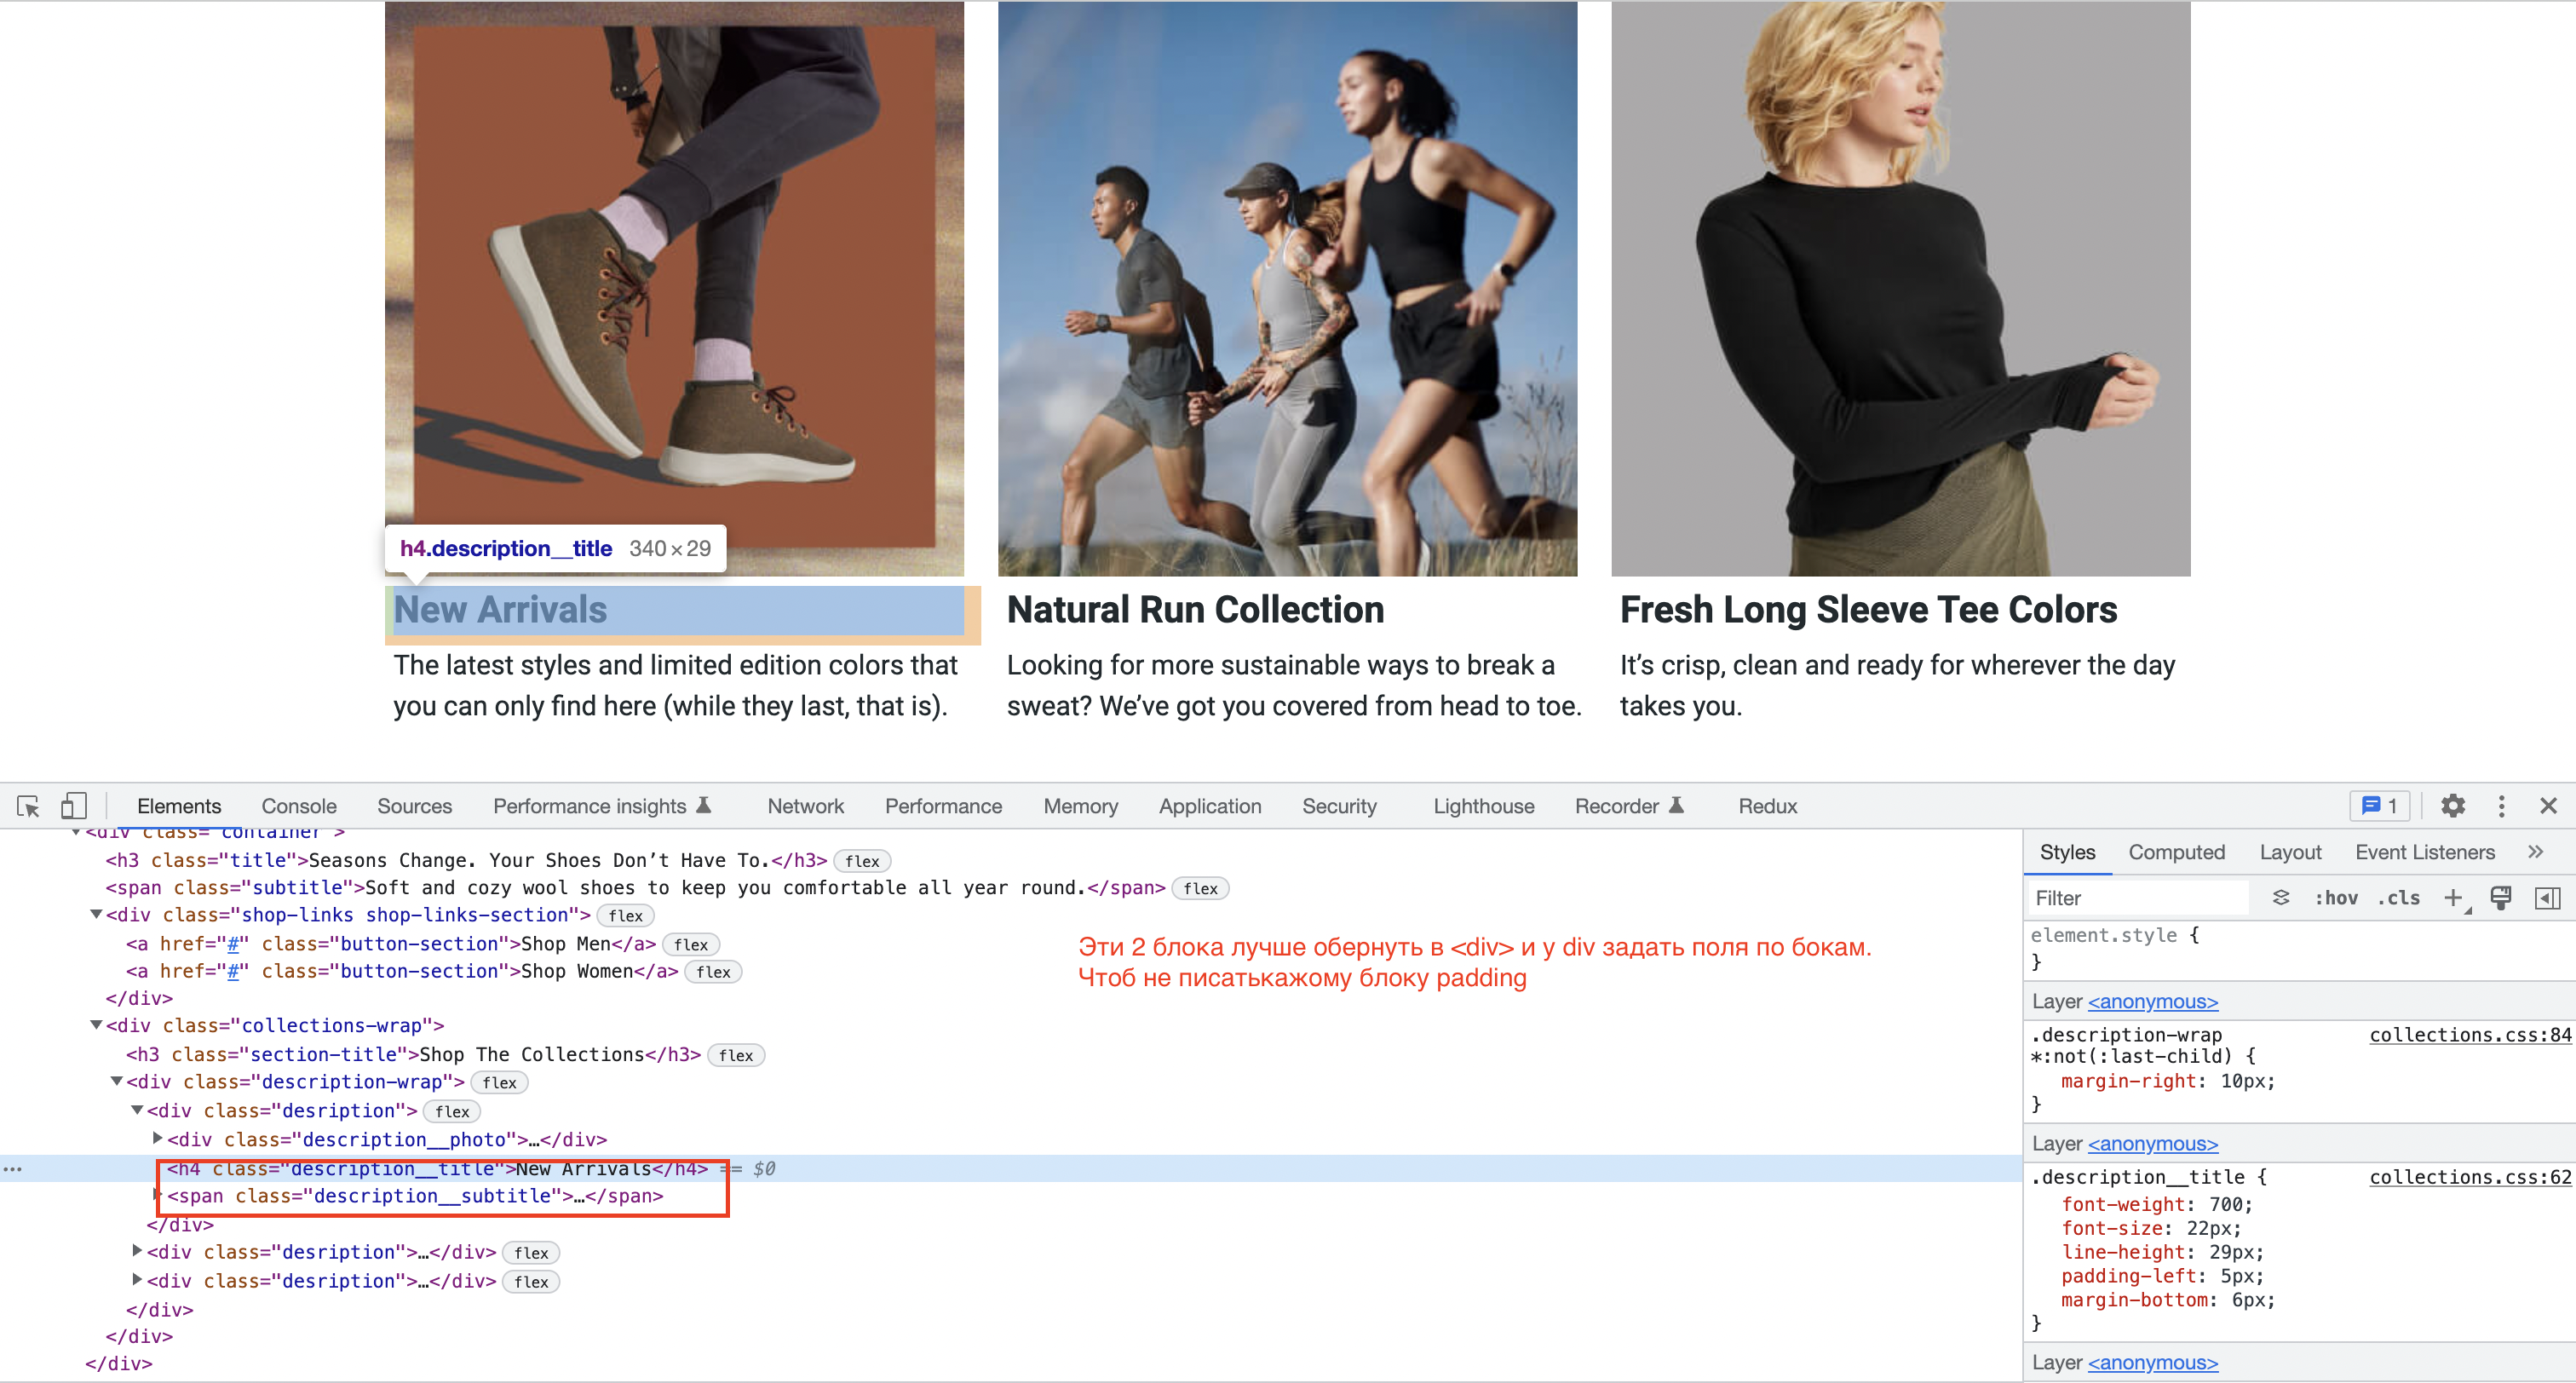 h4.description__title 340 × 29
New Arrivals
Natural Run Collection
Fresh Long Sleeve Tee Colors
The latest styles and limited edition colors that
you can only find here (while they last, that is).
Looking for more sustainable ways to break a
sweat? We’ve got you covered from head to toe.
It’s crisp, clean and ready for wherever the day
takes you.
Elements Console Sources Performance insights Network Performance Memory Application Security Lighthouse Recorder Redux 1
<div class="container">
<h3 class="title">Seasons Change. Your Shoes Don’t Have To.</h3> flex
<span class="subtitle">Soft and cozy wool shoes to keep you comfortable all year round.</span> flex
<div class="shop-links shop-links-section"> flex
<a href="#" class="button-section">Shop Men</a> flex
<a href="#" class="button-section">Shop Women</a> flex
</div>
<div class="collections-wrap">
<h3 class="section-title">Shop The Collections</h3> flex
<div class="description-wrap"> flex
<div class="desription"> flex
<div class="description__photo">…</div>
<h4 class="description__title">New Arrivals</h4> == $0
<span class="description__subtitle">…</span>
</div>
<div class="desription">…</div> flex
<div class="desription">…</div> flex
</div>
</div>
</div>
Эти 2 блока лучше обернуть в <div> и у div задать поля по бокам.
Чтоб не писатькажому блоку padding
Styles Computed Layout Event Listeners »
Filter :hov .cls +
element.style {
}
Layer <anonymous>
.description-wrap collections.css:84
*:not(:last-child) {
margin-right: 10px;
}
Layer <anonymous>
.description__title { collections.css:62
font-weight: 700;
font-size: 22px;
line-height: 29px;
padding-left: 5px;
margin-bottom: 6px;
}
Layer <anonymous>